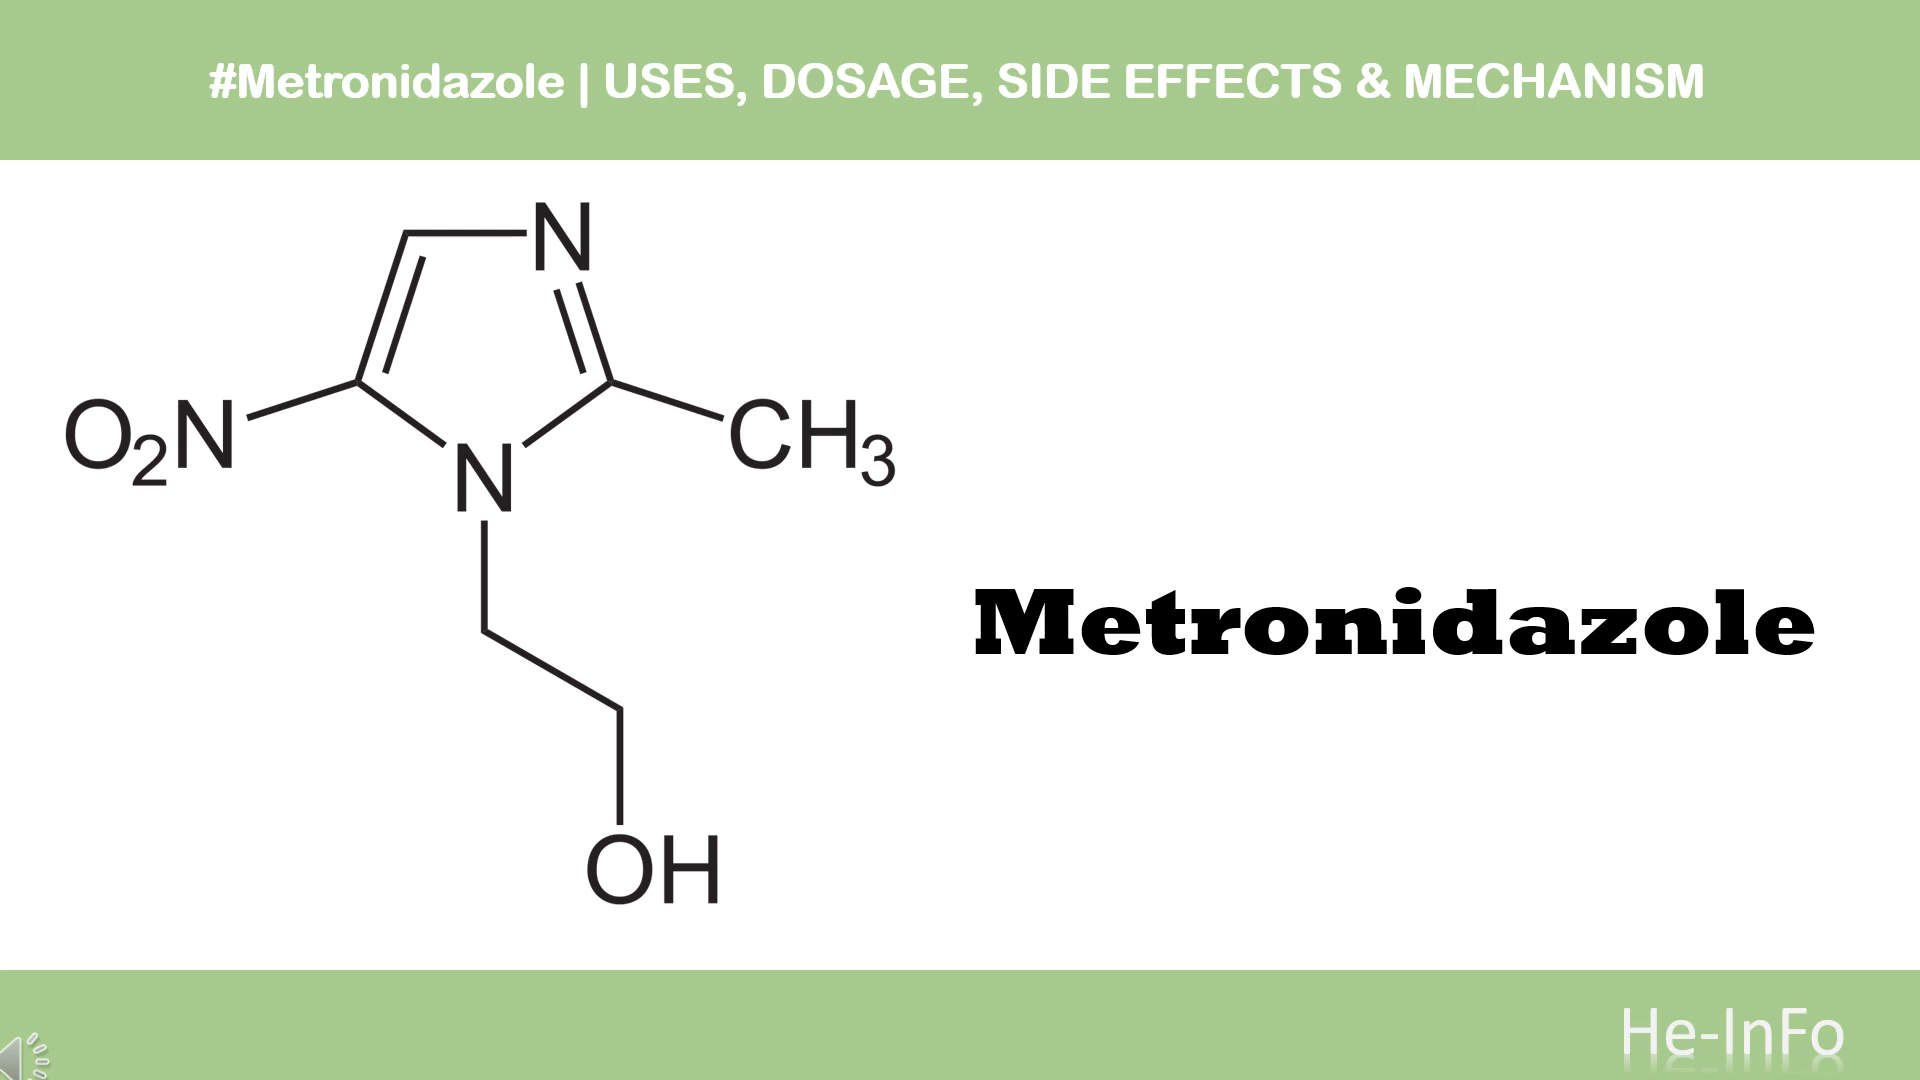 #Metronidazole | USES, DOSAGE, SIDE EFFECTS & MECHANISM
N
O2N
CH3
N
Metronidazole
OH
He-InFo